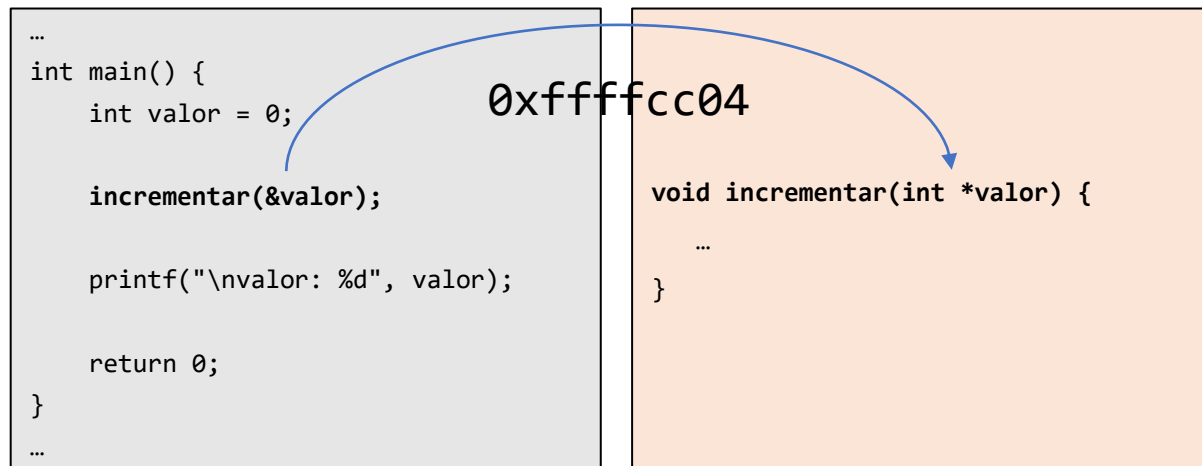 …
int main() {
    int valor = 0;
    incrementar(&valor);
    printf("\nvalor: %d", valor);
    return 0;
}
…
0xffffcc04
void incrementar(int *valor) {
   …
}